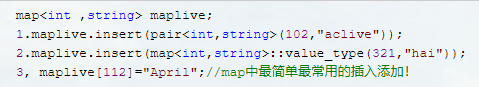 map<int ,string> maplive;
1.maplive.insert(pair<int,string>(102,"aclive"));
2.maplive.insert(map<int,string>::value_type(321,"hai"));
3, maplive[112]="April";//map中最简单最常用的插入添加！